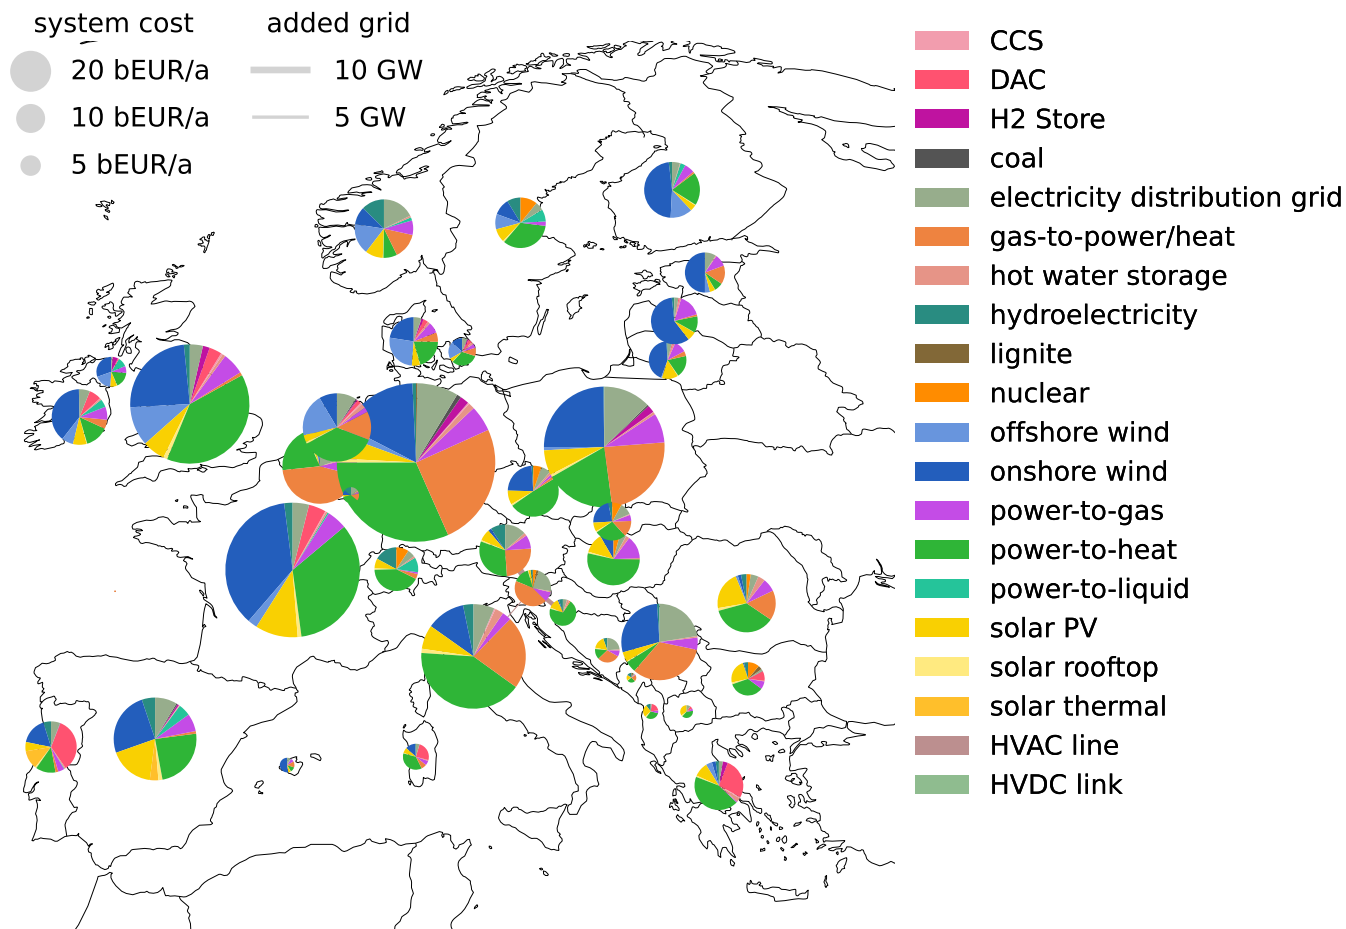 system cost
20 bEUR/a
10 bEUR/a
5 bEUR/a
added grid
10 GW
5 GW
CCS
DAC
H2 Store
coal
electricity distribution grid
gas-to-power/heat
hot water storage
hydroelectricity
lignite
nuclear
offshore wind
onshore wind
power-to-gas
power-to-heat
power-to-liquid
solar PV
solar rooftop
solar thermal
HVAC line
HVDC link